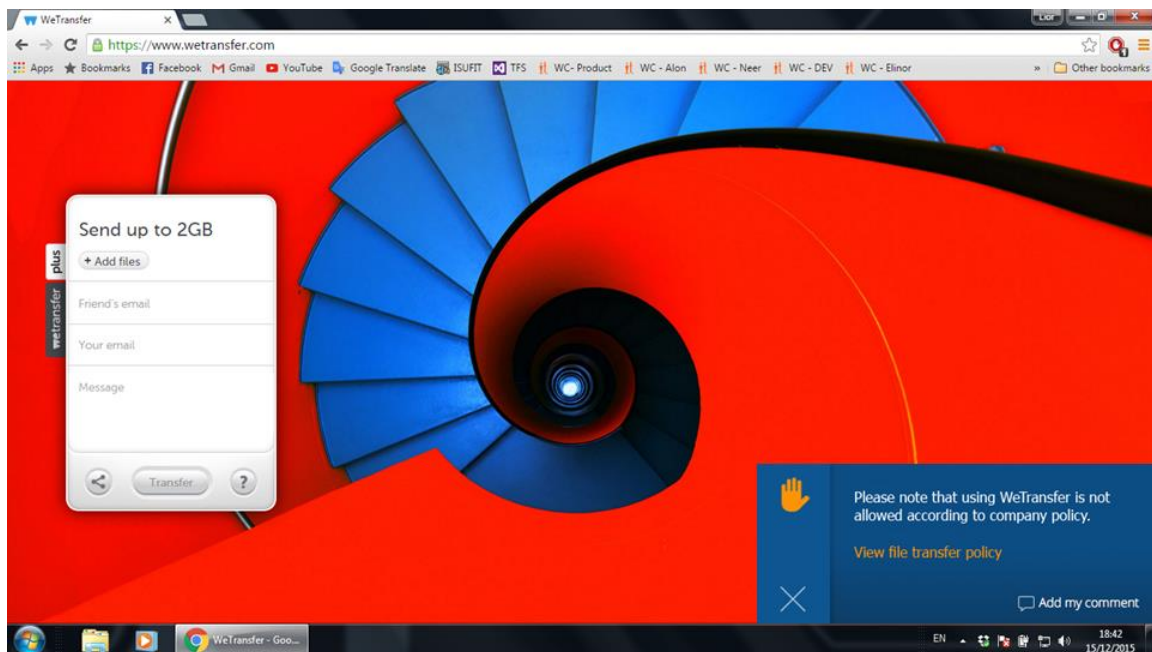 WeTransfer
Lior
https://www.wetransfer.com
Apps Bookmarks Facebook Gmail YouTube Google Translate ISUFIT TFS WC- Product WC - Alon WC - Neer WC - DEV WC - Elinor » Other bookmarks
Send up to 2GB
+ Add files
plus
wetransfer
Friend's email
Your email
Message
Transfer
?
Please note that using WeTransfer is not
allowed according to company policy.
View file transfer policy
Add my comment
WeTransfer - Goo...
EN
18:42
15/12/2015